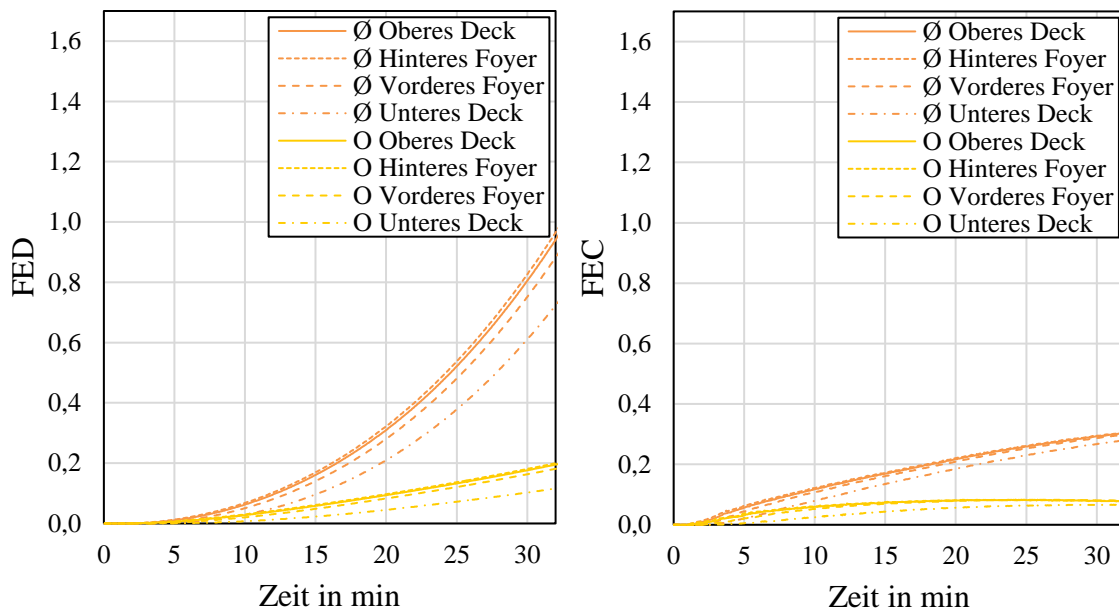 1,6
1,4
1,2
1,0
0,8
0,6
0,4
0,2
0,0
FED
Ø Oberes Deck
Ø Hinteres Foyer
Ø Vorderes Foyer
Ø Unteres Deck
O Oberes Deck
O Hinteres Foyer
O Vorderes Foyer
O Unteres Deck
0 5 10 15 20 25 30
Zeit in min
1,6
1,4
1,2
1,0
0,8
0,6
0,4
0,2
0,0
FEC
Ø Oberes Deck
Ø Hinteres Foyer
Ø Vorderes Foyer
Ø Unteres Deck
O Oberes Deck
O Hinteres Foyer
O Vorderes Foyer
O Unteres Deck
0 5 10 15 20 25 30
Zeit in min